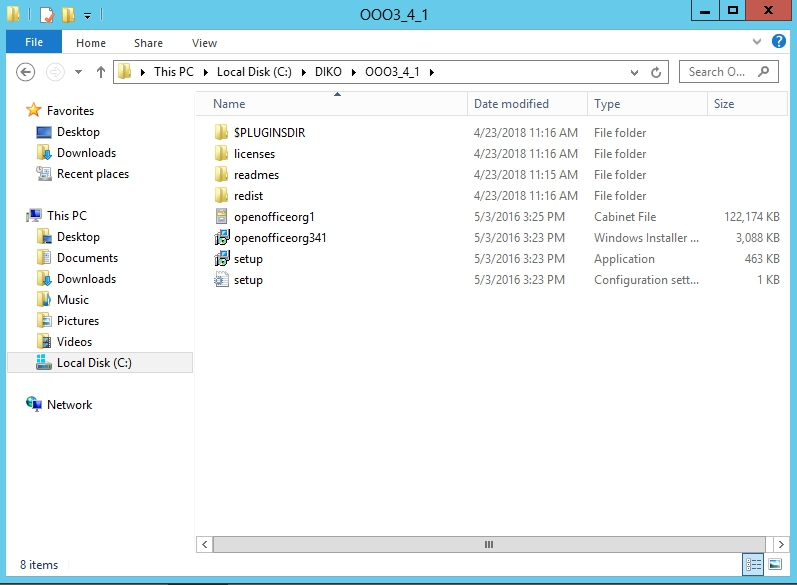 OOO3_4_1
File Home Share View
This PC Local Disk (C:) DIKO OOO3_4_1 Search O...
Name Date modified Type Size
Favorites
Desktop
Downloads
Recent places
This PC
Desktop
Documents
Downloads
Music
Pictures
Videos
Local Disk (C:)
Network
$PLUGINSDIR 4/23/2018 11:16 AM File folder
licenses 4/23/2018 11:16 AM File folder
readmes 4/23/2018 11:15 AM File folder
redist 4/23/2018 11:16 AM File folder
openofficeorg1 5/3/2016 3:25 PM Cabinet File 122,174 KB
openofficeorg341 5/3/2016 3:23 PM Windows Installer ... 3,088 KB
setup 5/3/2016 3:23 PM Application 463 KB
setup 5/3/2016 3:23 PM Configuration sett... 1 KB
8 items